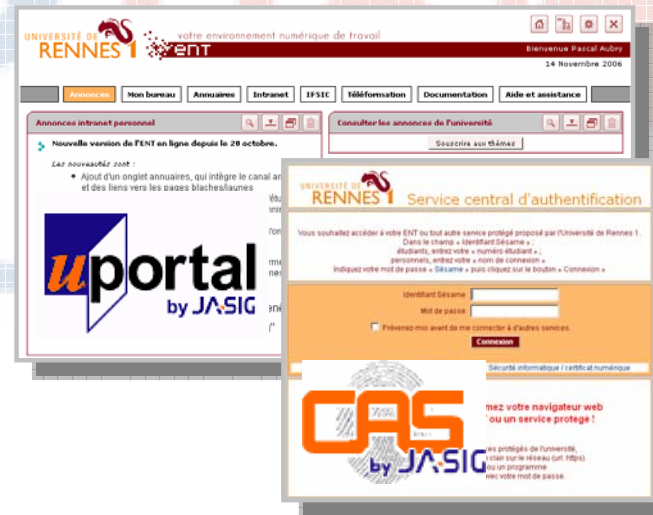 UNIVERSITÉ DE
RENNES 1
votre environnement numérique de travail
ENT
Bienvenue Pascal Aubry
14 Novembre 2006
Annonces
Mon bureau
Annuaires
Intranet
IFSIC
Téléformation
Documentation
Aide et assistance
Annonces intranet personnel
Consulter les annonces de l'université
Nouvelle version de l'ENT en ligne depuis le 20 octobre.
Souscrire aux thèmes
Les nouveautés sont :
Ajout d'un onglet annuaires, qui intègre le canal an
et des liens vers les pages blaches/jaunes
uportal
by JA-SIG
UNIVERSITÉ DE
RENNES 1
Service central d'authentification
Vous souhaitez accéder à votre ENT ou tout autre service protégé proposé par l'Université de Rennes 1.
Dans le champ « Identifiant Sésame » :
étudiants, entrez votre « numéro étudiant » ;
personnels, entrez votre « nom de connexion »
Indiquez votre mot de passe « Sésame » puis cliquez sur le bouton « Connexion »
Identifiant Sésame
Mot de passe
Prévenez-moi avant de me connecter à d'autres services.
Connexion
Sécurité informatique / certificat numérique
mez votre navigateur web
ou un service protégé !
es protégés de l'université,
n clair sur le réseau (url: https).
ou un programme
avec votre mot de passe.
CAS
by JA-SIG